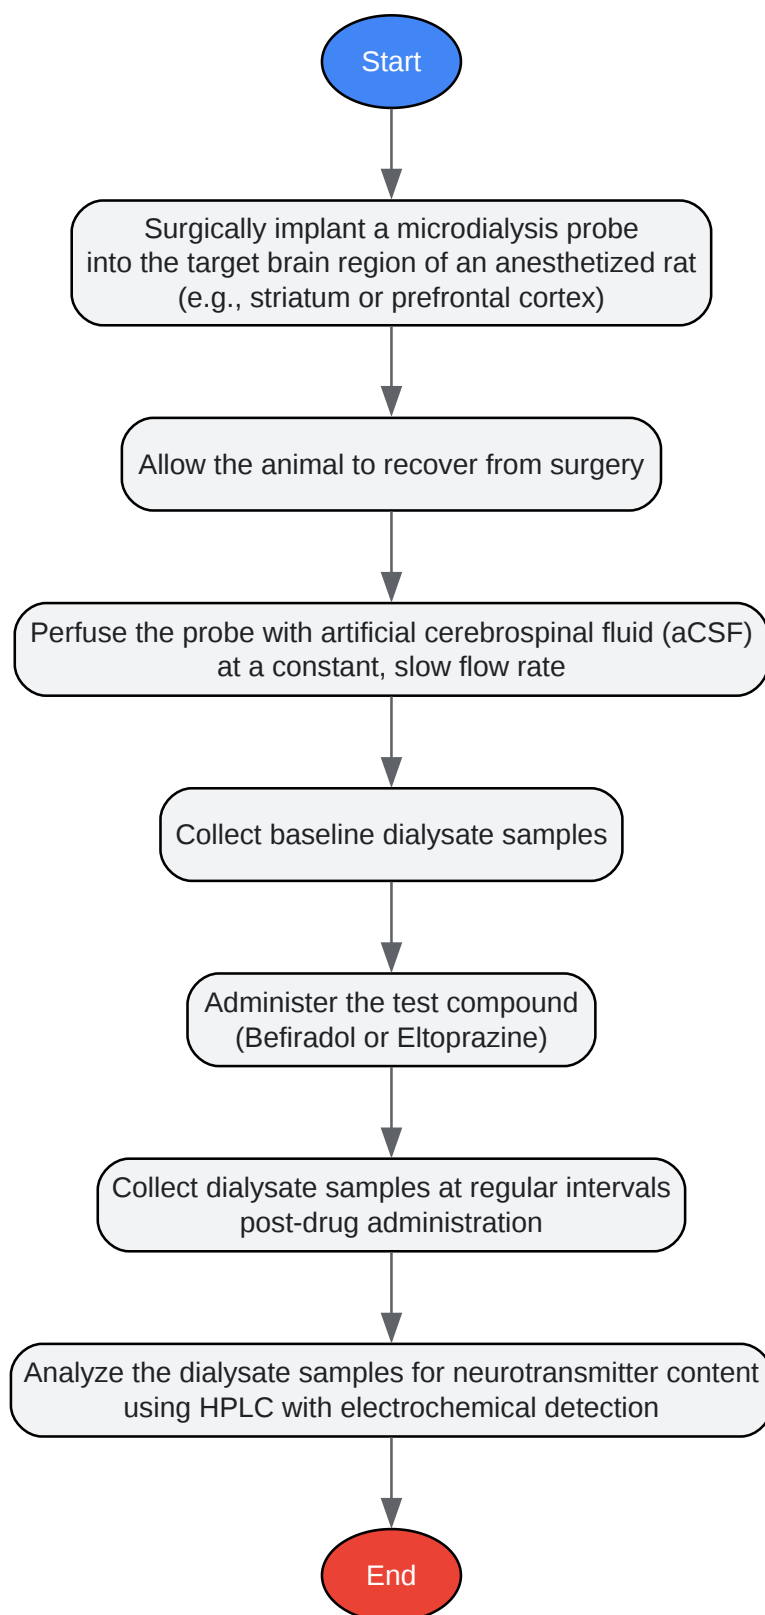 Start
Surgically implant a microdialysis probe
into the target brain region of an anesthetized rat
(e.g., striatum or prefrontal cortex)
Allow the animal to recover from surgery
Perfuse the probe with artificial cerebrospinal fluid (aCSF)
at a constant, slow flow rate
Collect baseline dialysate samples
Administer the test compound
(Befiradol or Eltoprazine)
Collect dialysate samples at regular intervals
post-drug administration
Analyze the dialysate samples for neurotransmitter content
using HPLC with electrochemical detection
End